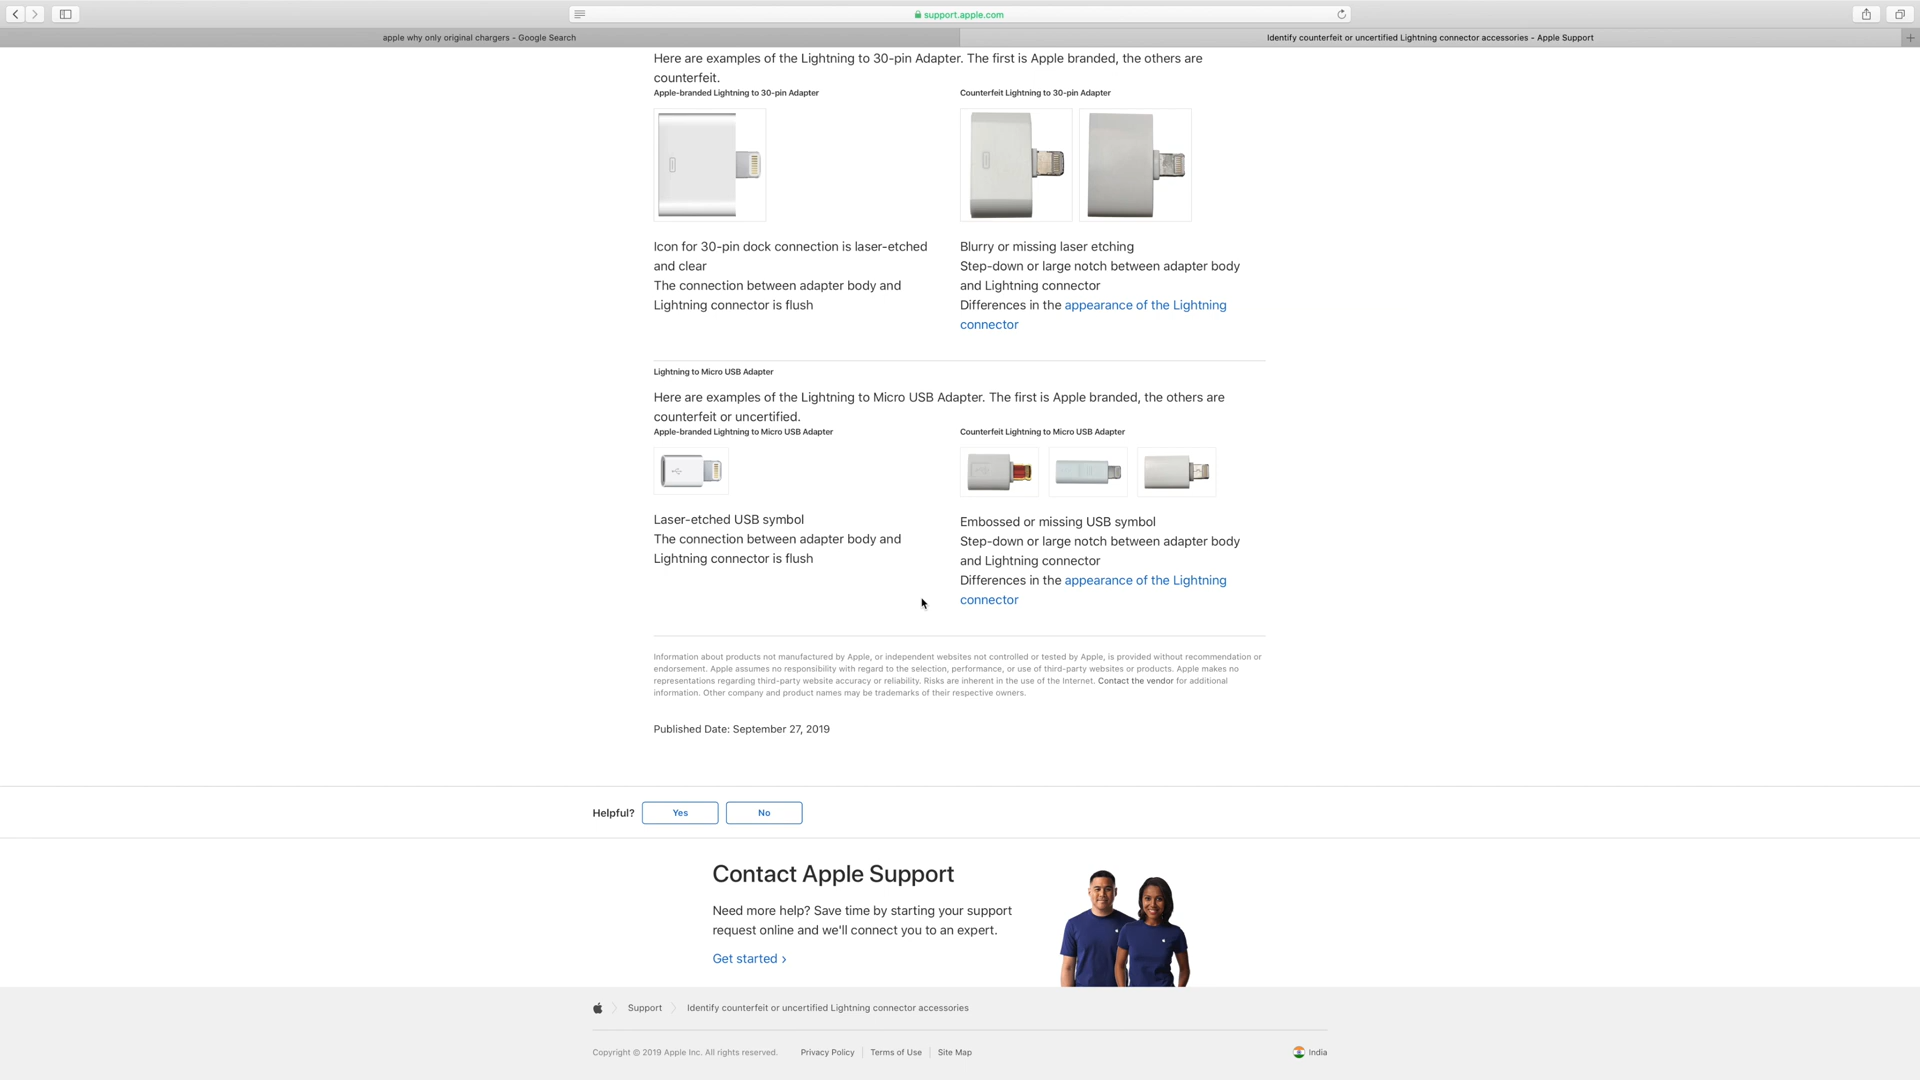 support.apple.com
apple why only original chargers - Google Search
Identify counterfeit or uncertified Lightning connector accessories - Apple Support
Here are examples of the Lightning to 30-pin Adapter. The first is Apple branded, the others are
counterfeit.
Apple-branded Lightning to 30-pin Adapter
Icon for 30-pin dock connection is laser-etched
and clear
The connection between adapter body and
Lightning connector is flush
Counterfeit Lightning to 30-pin Adapter
Blurry or missing laser etching
Step-down or large notch between adapter body
and Lightning connector
Differences in the appearance of the Lightning
connector
Lightning to Micro USB Adapter
Here are examples of the Lightning to Micro USB Adapter. The first is Apple branded, the others are
counterfeit or uncertified.
Apple-branded Lightning to Micro USB Adapter
Laser-etched USB symbol
The connection between adapter body and
Lightning connector is flush
Counterfeit Lightning to Micro USB Adapter
Embossed or missing USB symbol
Step-down or large notch between adapter body
and Lightning connector
Differences in the appearance of the Lightning
connector
Information about products not manufactured by Apple, or independent websites not controlled or tested by Apple, is provided without recommendation or
endorsement. Apple assumes no responsibility with regard to the selection, performance, or use of third-party websites or products. Apple makes no
representations regarding third-party website accuracy or reliability. Risks are inherent in the use of the Internet. Contact the vendor for additional
information. Other company and product names may be trademarks of their respective owners.
Published Date: September 27, 2019
Helpful? Yes No
Contact Apple Support
Need more help? Save time by starting your support
request online and we'll connect you to an expert.
Get started ›
Support Identify counterfeit or uncertified Lightning connector accessories
Copyright © 2019 Apple Inc. All rights reserved. Privacy Policy Terms of Use Site Map India